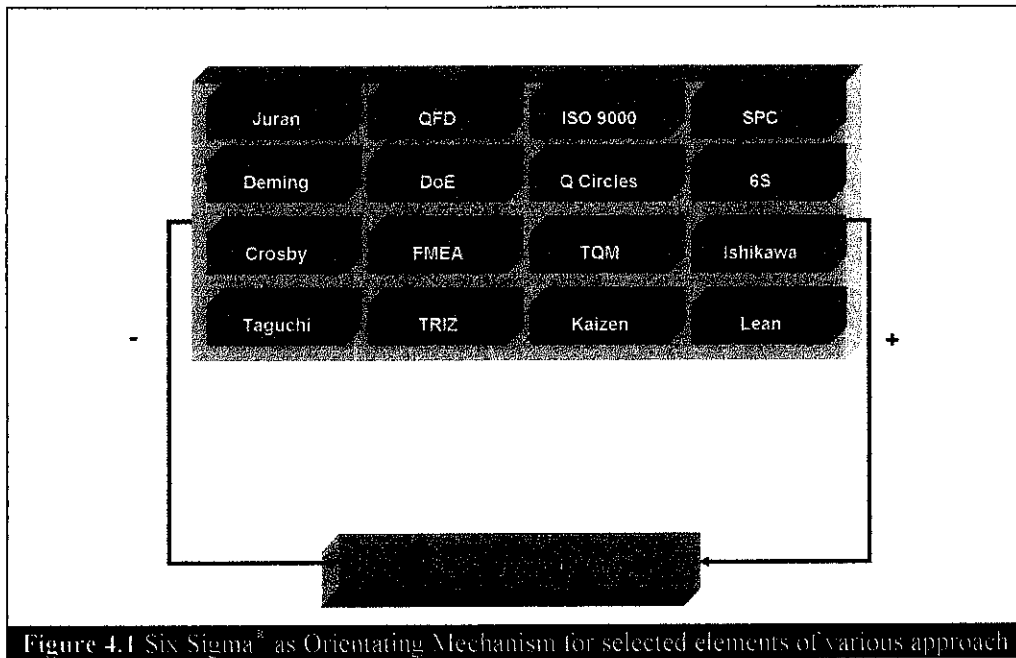 Juran QFD ISO 9000 SPC
Deming DoE Q Circles 6S
Crosby FMEA TQM Ishikawa
Taguchi TRIZ Kaizen Lean
- +
Figure 4.1 Six Sigma® as Orientating Mechanism for selected elements of various approach